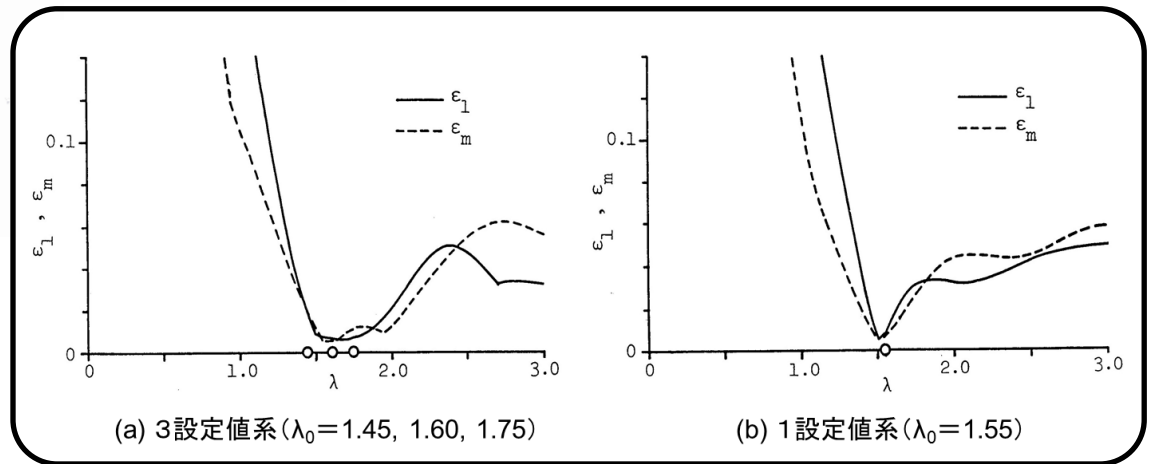 ε₁
εₘ
0.1
ε₁ , εₘ
0
0
1.0
2.0
3.0
λ
(a) 3設定値系(λ₀＝1.45, 1.60, 1.75)
ε₁
εₘ
0.1
ε₁ , εₘ
0
0
1.0
2.0
3.0
λ
(b) 1設定値系(λ₀＝1.55)